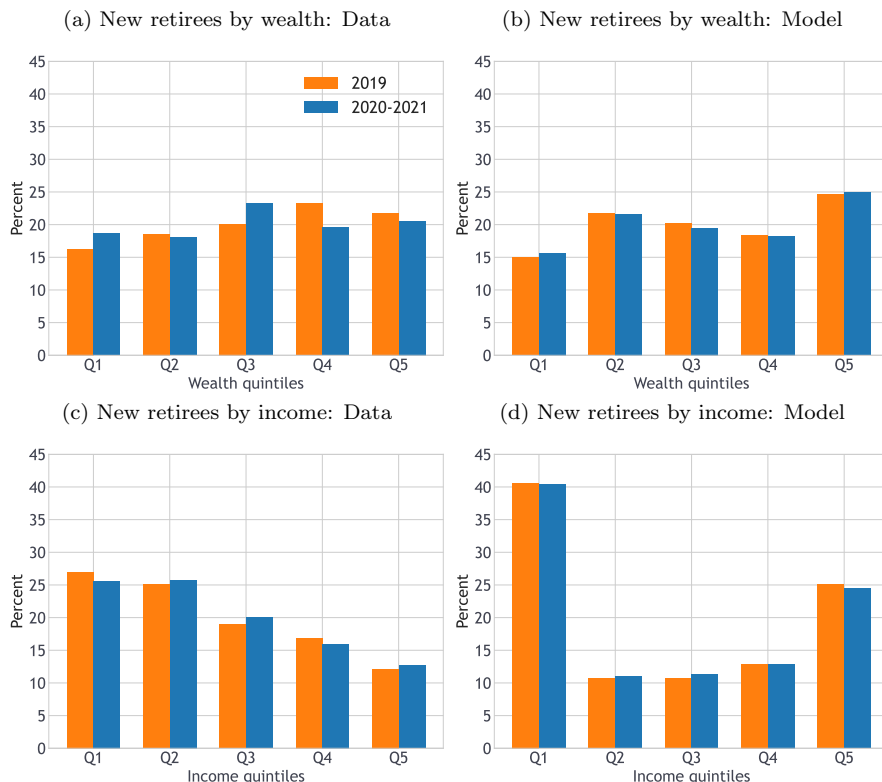 (a) New retirees by wealth: Data
45
40
35
30
25
20
15
10
5
0
Percent
2019
2020-2021
Q1 Q2 Q3 Q4 Q5
Wealth quintiles
(b) New retirees by wealth: Model
45
40
35
30
25
20
15
10
5
0
Percent
Q1 Q2 Q3 Q4 Q5
Wealth quintiles
(c) New retirees by income: Data
45
40
35
30
25
20
15
10
5
0
Percent
Q1 Q2 Q3 Q4 Q5
Income quintiles
(d) New retirees by income: Model
45
40
35
30
25
20
15
10
5
0
Percent
Q1 Q2 Q3 Q4 Q5
Income quintiles